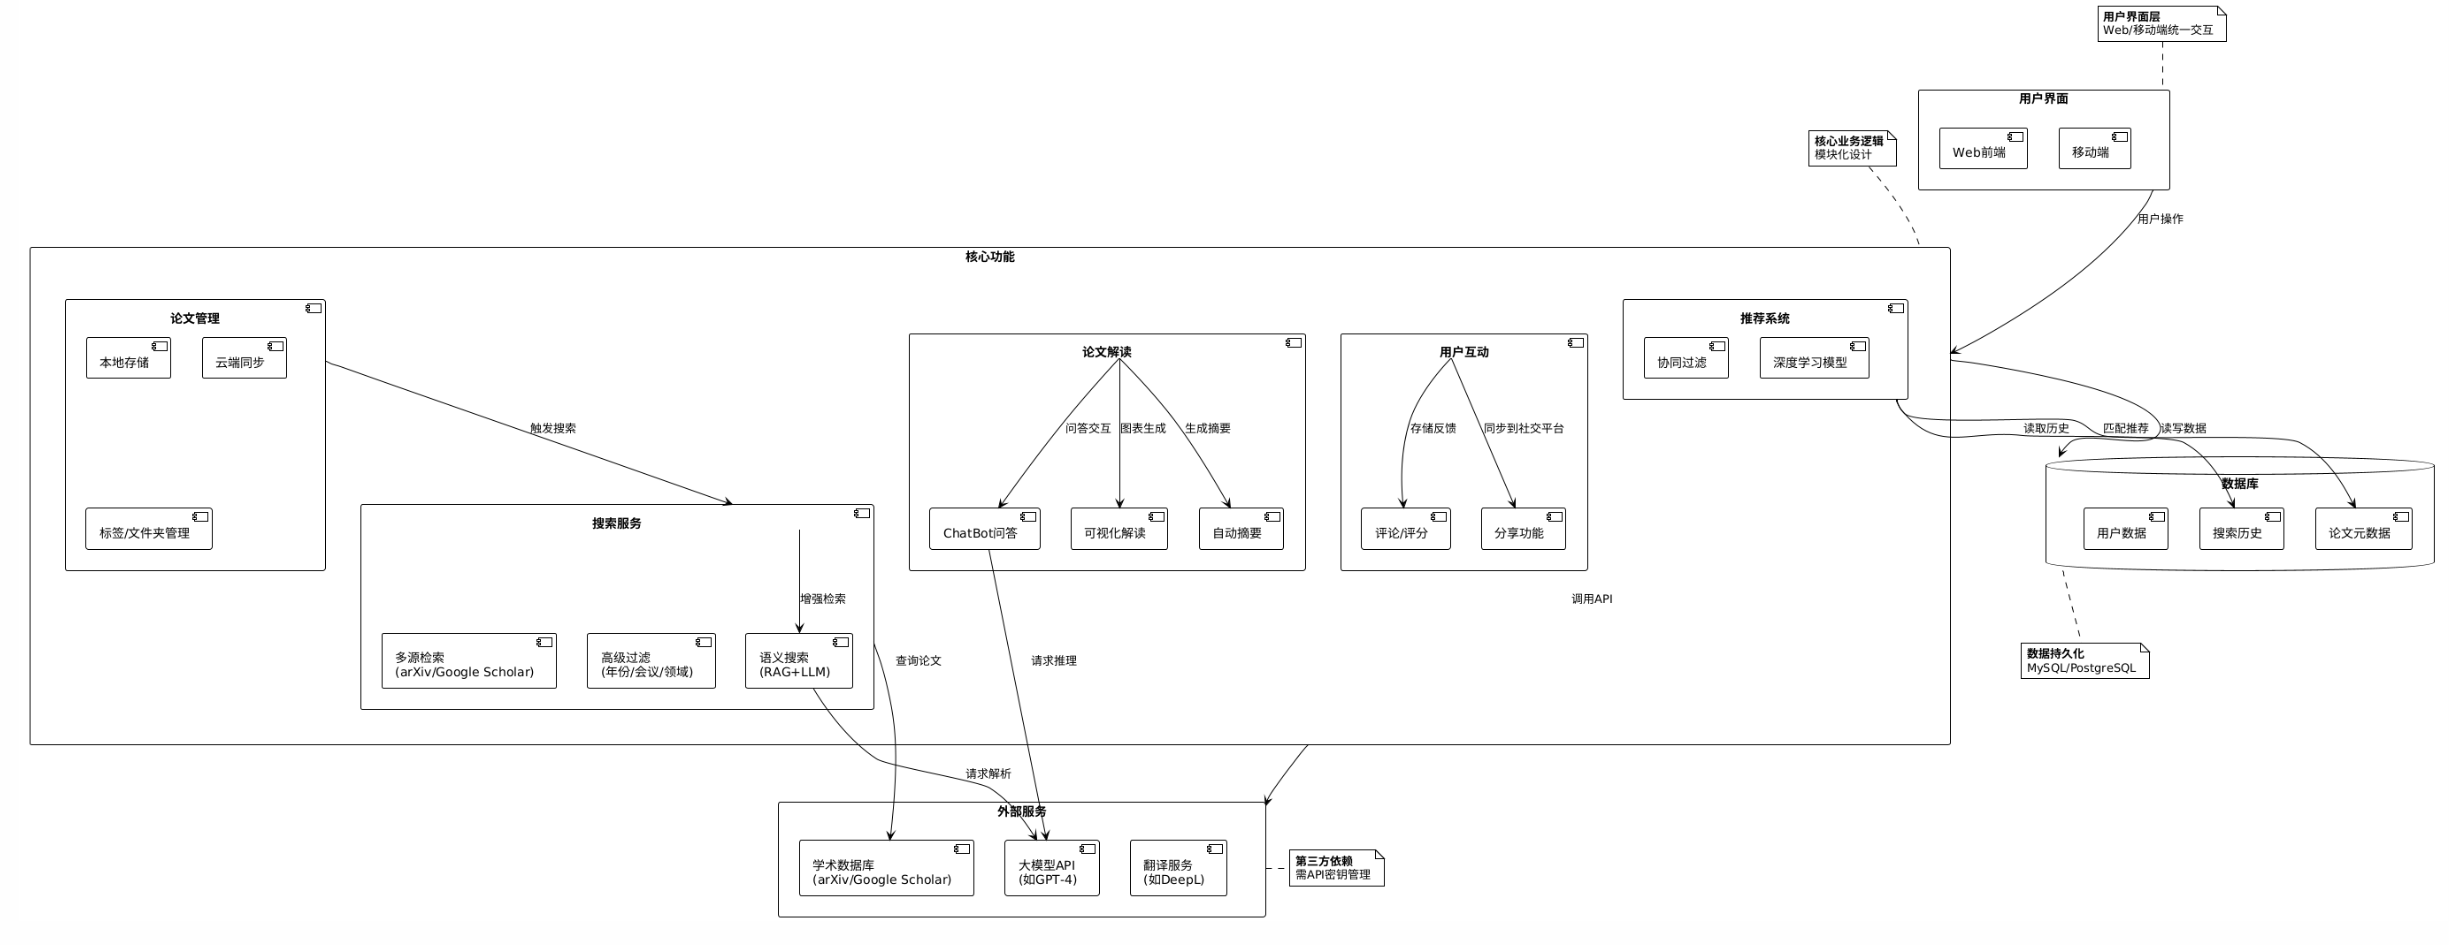 用户界面层
Web/移动端统一交互
用户界面
Web前端
移动端
核心业务逻辑
模块化设计
用户操作
核心功能
论文管理
本地存储
云端同步
标签/文件夹管理
触发搜索
搜索服务
增强检索
多源检索
(arXiv/Google Scholar)
高级过滤
(年份/会议/领域)
语义搜索
(RAG+LLM)
论文解读
问答交互
图表生成
生成摘要
ChatBot问答
可视化解读
自动摘要
用户互动
存储反馈
同步到社交平台
评论/评分
分享功能
推荐系统
协同过滤
深度学习模型
读取历史
匹配推荐
读写数据
数据库
用户数据
搜索历史
论文元数据
调用API
查询论文
请求推理
数据持久化
MySQL/PostgreSQL
请求解析
外部服务
学术数据库
(arXiv/Google Scholar)
大模型API
(如GPT-4)
翻译服务
(如DeepL)
第三方依赖
需API密钥管理